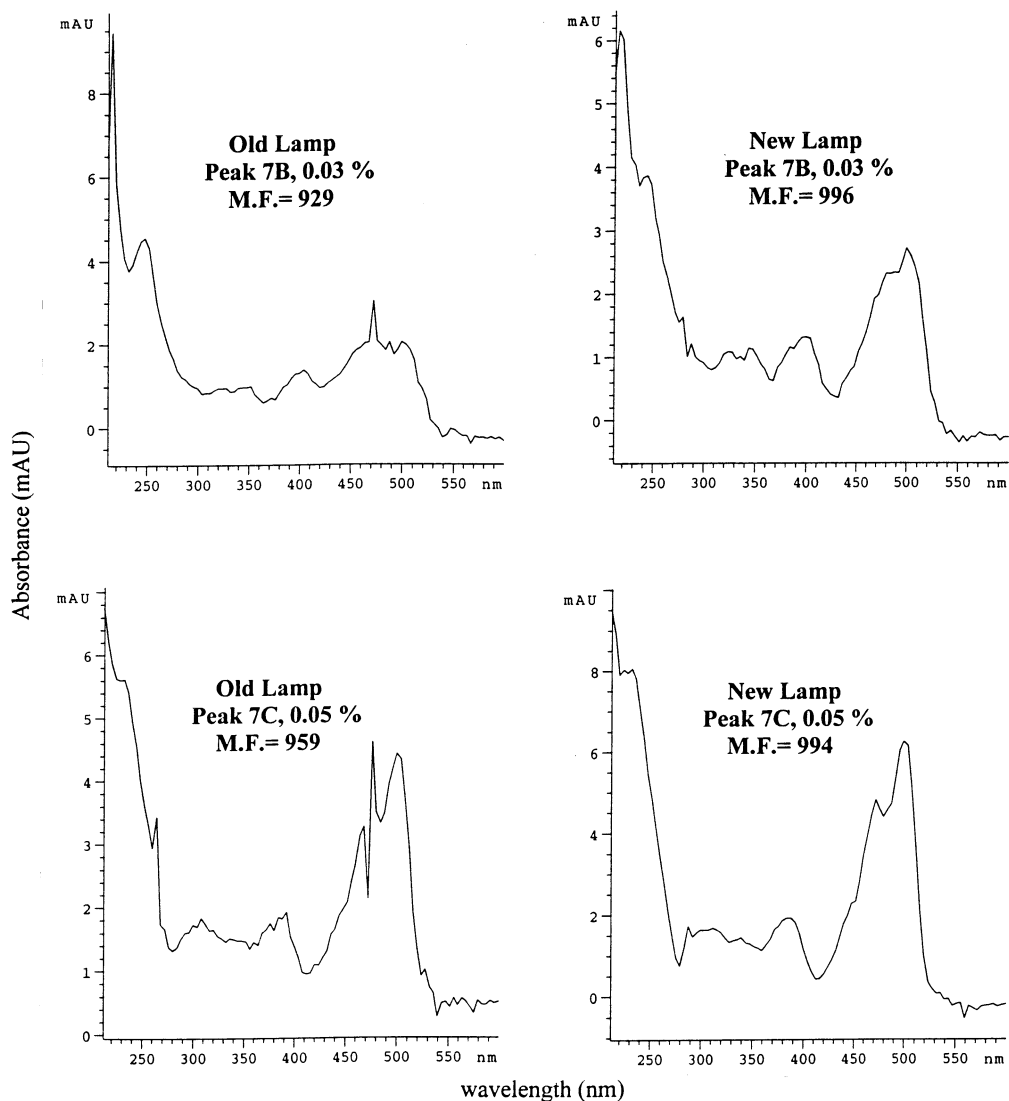 mAU
8
6
4
2
0
Old Lamp
Peak 7B, 0.03 %
M.F.= 929
250 300 350 400 450 500 550 nm
mAU
6
5
4
3
2
1
0
New Lamp
Peak 7B, 0.03 %
M.F.= 996
250 300 350 400 450 500 550 nm
Absorbance (mAU)
mAU
6
5
4
3
2
1
0
Old Lamp
Peak 7C, 0.05 %
M.F.= 959
250 300 350 400 450 500 550 nm
mAU
8
6
4
2
0
New Lamp
Peak 7C, 0.05 %
M.F.= 994
250 300 350 400 450 500 550 nm
wavelength (nm)